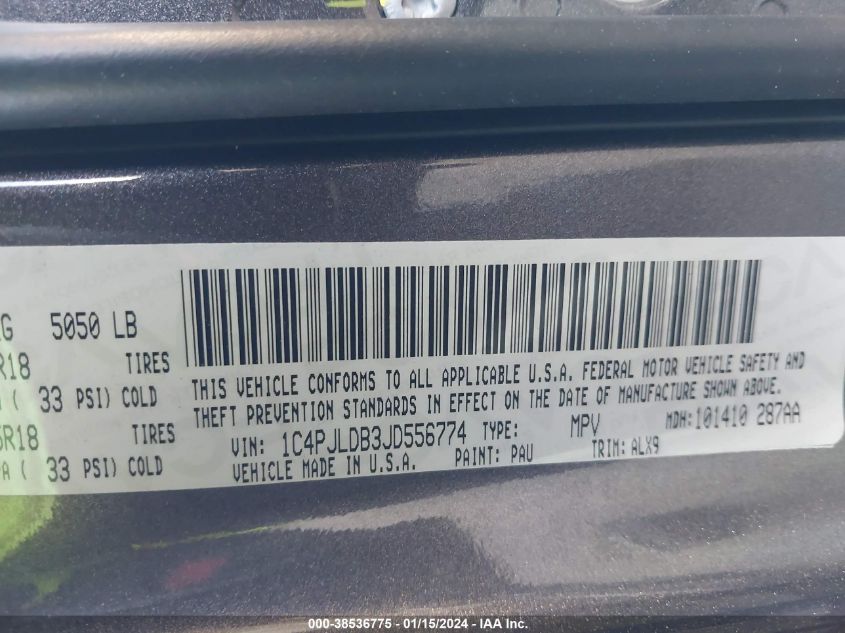 5050 LB
R18 TIRES
( 33 PSI) COLD
R18 TIRES
( 33 PSI) COLD
THIS VEHICLE CONFORMS TO ALL APPLICABLE U.S.A. FEDERAL MOTOR VEHICLE SAFETY AND
THEFT PREVENTION STANDARDS IN EFFECT ON THE DATE OF MANUFACTURE SHOWN ABOVE.
VIN: 1C4PJLDB3JD556774 TYPE: MPV MDH: 101410 287AA
VEHICLE MADE IN U.S.A. PAINT: PAU TRIM: ALX9
000-38536775 - 01/15/2024 - IAA Inc.